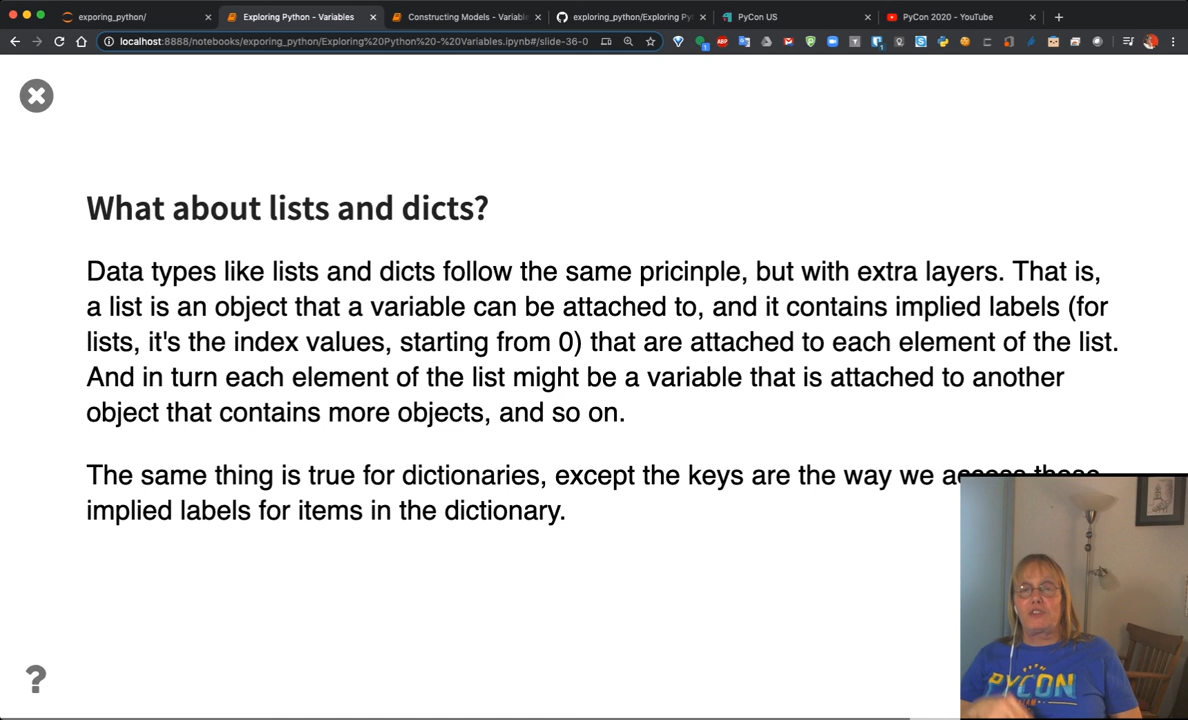 exporing_python/
Exploring Python - Variables
Constructing Models - Variable
exploring_python/Exploring Py
PyCon US
PyCon 2020 - YouTube
localhost:8888/notebooks/exporing_python/Exploring%20Python%20-%20Variables.ipynb#/slide-36-0
What about lists and dicts?
Data types like lists and dicts follow the same pricinple, but with extra layers. That is,
a list is an object that a variable can be attached to, and it contains implied labels (for
lists, it's the index values, starting from 0) that are attached to each element of the list.
And in turn each element of the list might be a variable that is attached to another
object that contains more objects, and so on.
The same thing is true for dictionaries, except the keys are the way we access those
implied labels for items in the dictionary.
?
PYCON